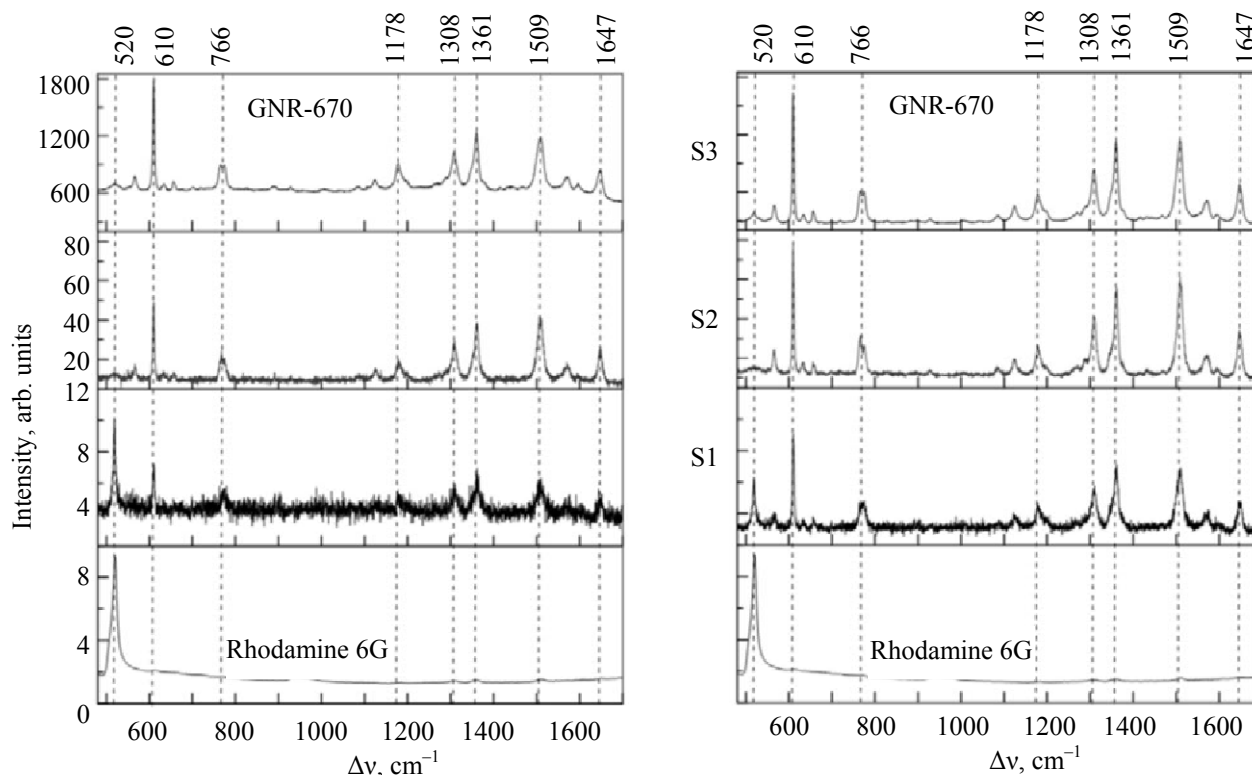 520 610 766 1178 1308 1361 1509 1647
1800
1200
600
GNR-670
80
60
40
20
12
8
4
8
4
0
Rhodamine 6G
Intensity, arb. units
600 800 1000 1200 1400 1600
Δν, cm⁻¹
520 610 766 1178 1308 1361 1509 1647
GNR-670
S3
S2
S1
Rhodamine 6G
600 800 1000 1200 1400 1600
Δν, cm⁻¹